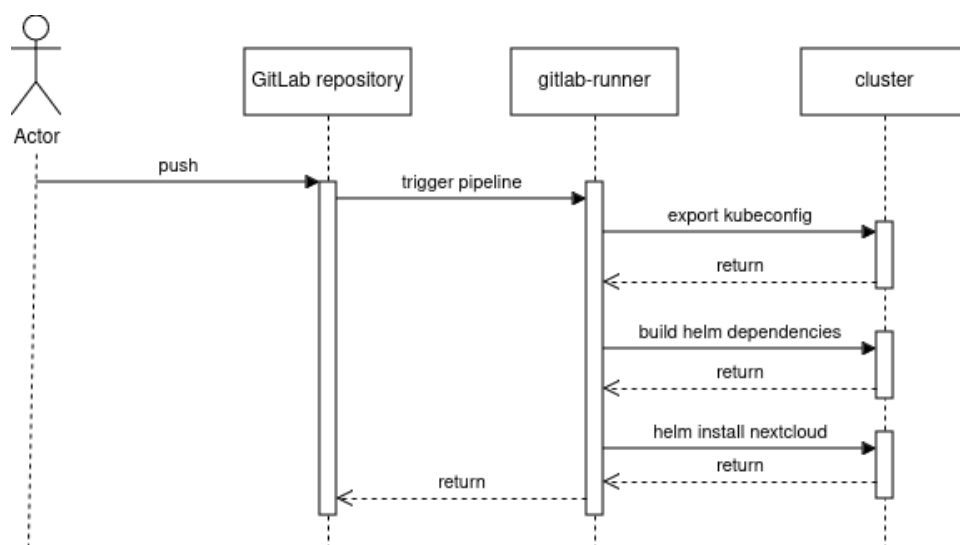 GitLab repository
gitlab-runner
cluster
Actor
push
trigger pipeline
export kubeconfig
return
build helm dependencies
return
helm install nextcloud
return
return